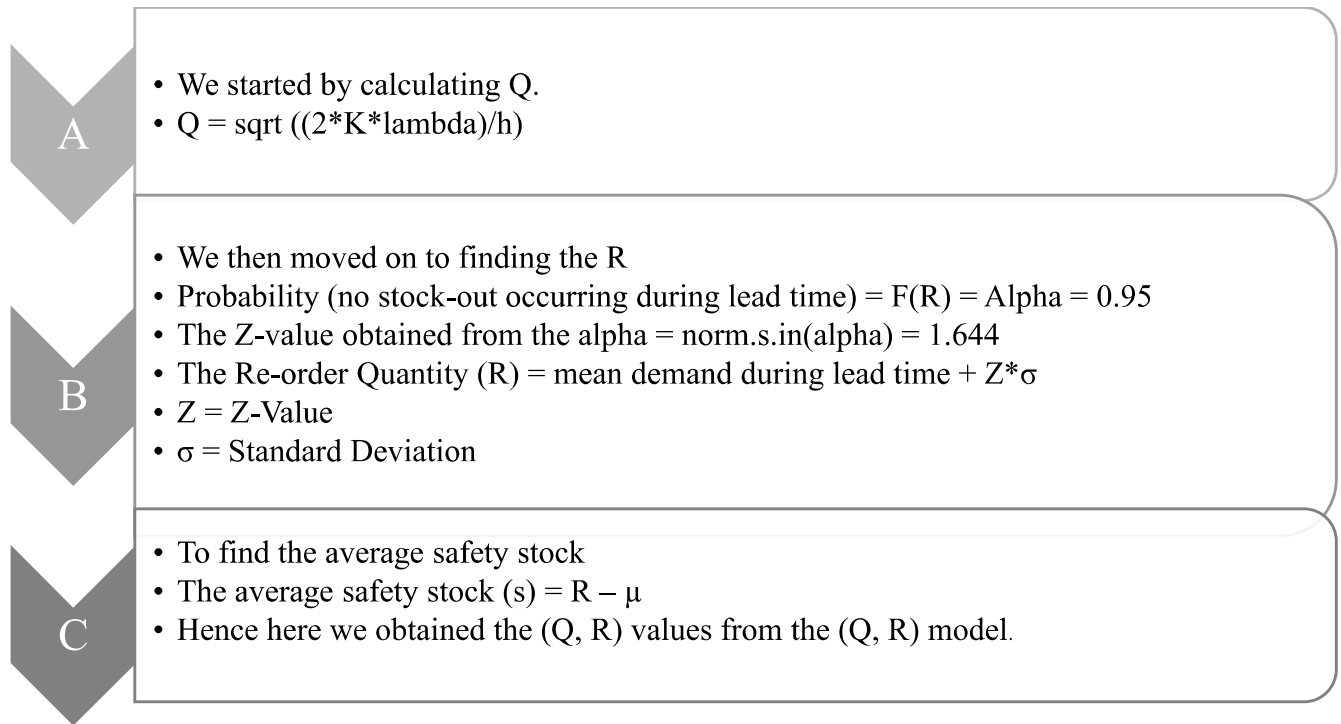 A
• We started by calculating Q.
• Q = sqrt ((2*K*lambda)/h)
B
• We then moved on to finding the R
• Probability (no stock-out occurring during lead time) = F(R) = Alpha = 0.95
• The Z-value obtained from the alpha = norm.s.in(alpha) = 1.644
• The Re-order Quantity (R) = mean demand during lead time + Z*σ
• Z = Z-Value
• σ = Standard Deviation
C
• To find the average safety stock
• The average safety stock (s) = R – μ
• Hence here we obtained the (Q, R) values from the (Q, R) model.